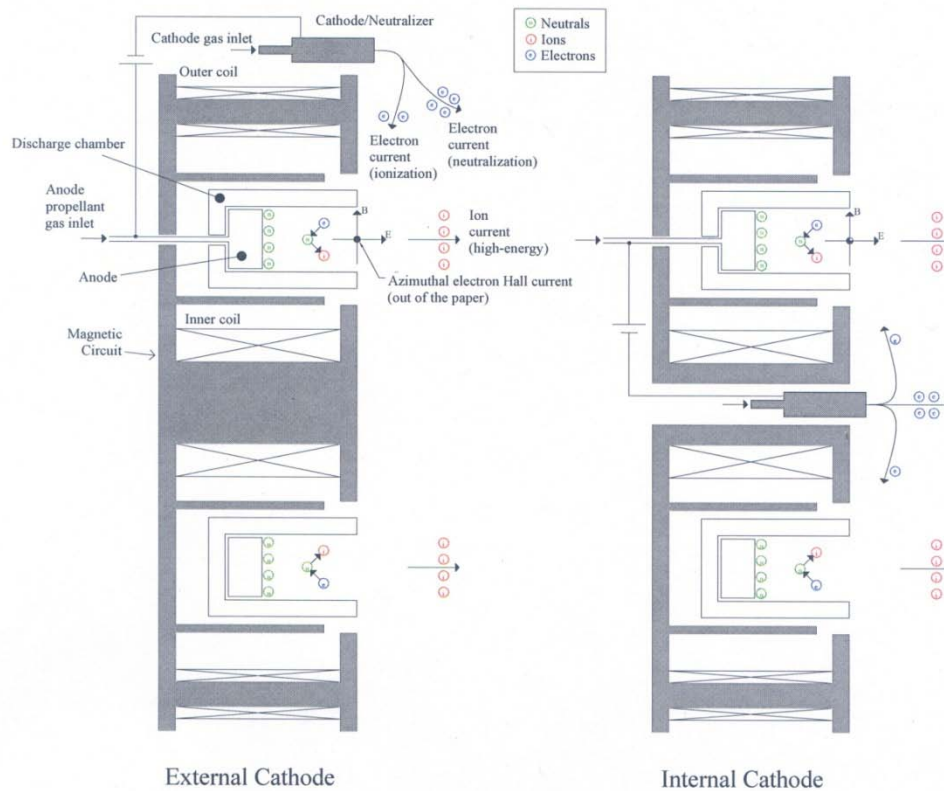 Cathode/Neutralizer
Cathode gas inlet
Neutrals
Ions
Electrons
Outer coil
Electron
current
(ionization)
Electron
current
(neutralization)
Discharge chamber
Anode
propellant
gas inlet
B
E
Ion
current
(high-energy)
Anode
Azimuthal electron Hall current
(out of the paper)
Inner coil
Magnetic
Circuit
B
E
External Cathode
Internal Cathode